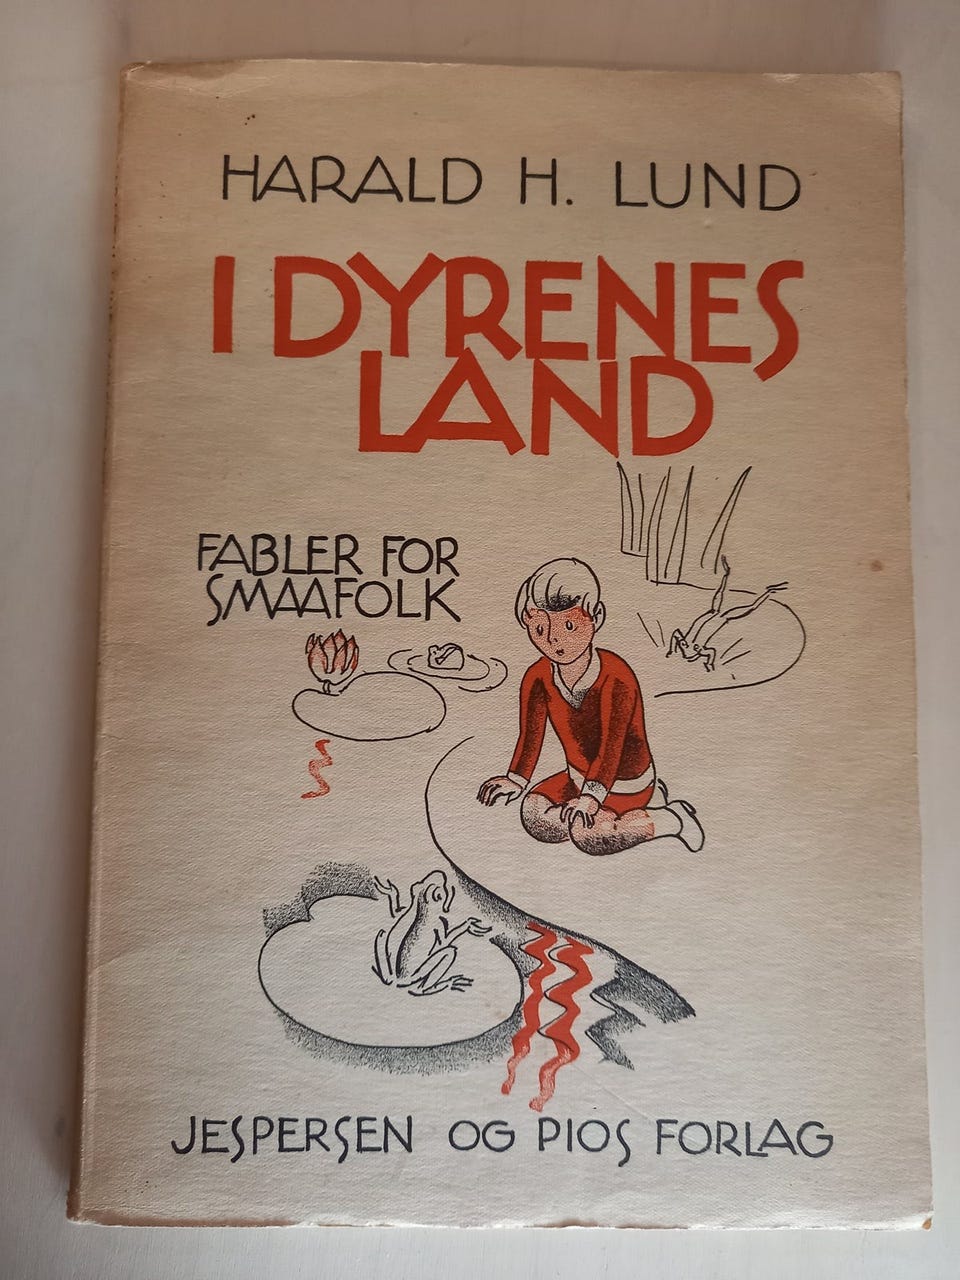 HARALD H. LUND
I DYRENES
LAND
FABLER FOR
SMAAFOLK
JESPERSEN OG PIOS FORLAG